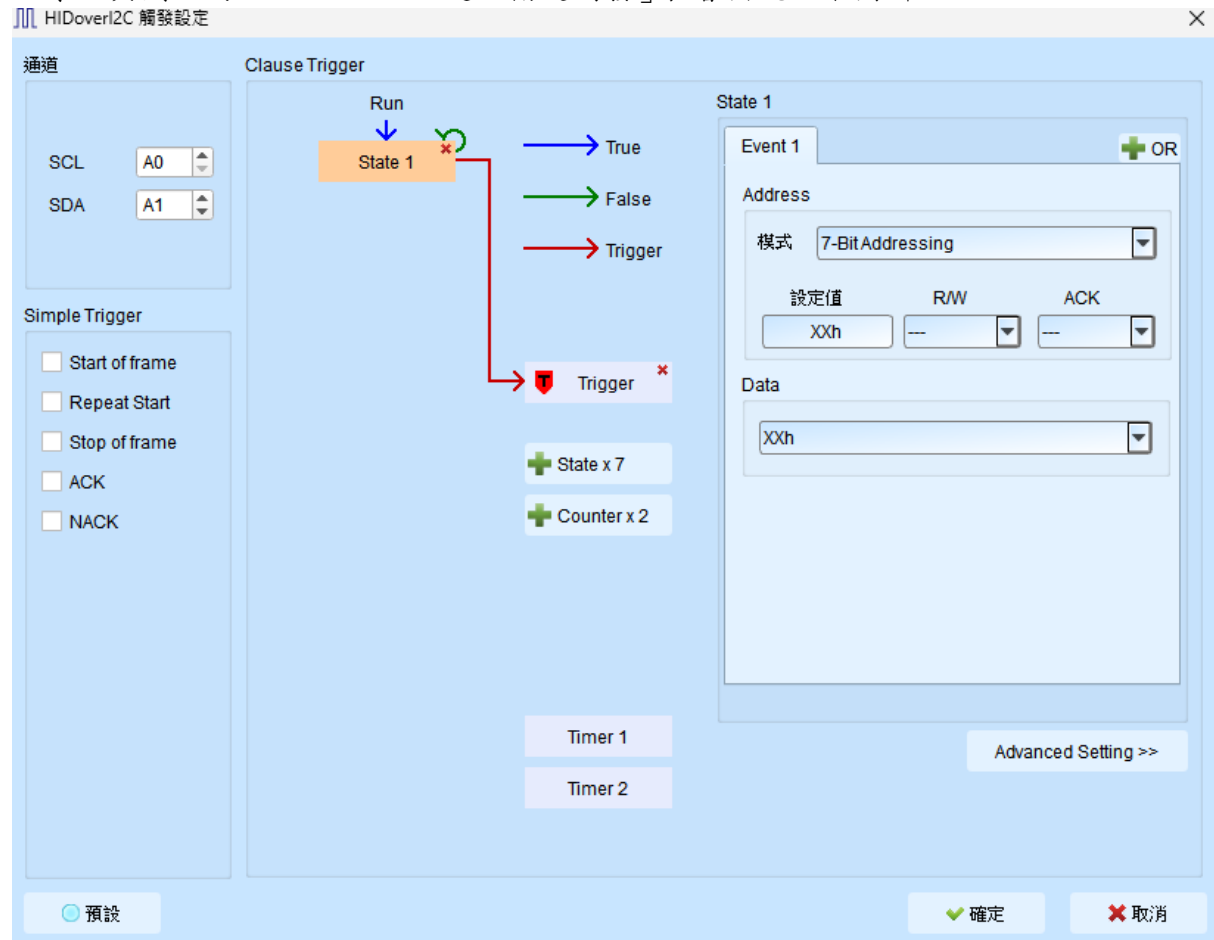 HIDoverI2C 觸發設定
通道
SCL
A0
SDA
A1
Simple Trigger
Start of frame
Repeat Start
Stop of frame
ACK
NACK
Clause Trigger
Run
State 1
True
False
Trigger
T Trigger
State x 7
Counter x 2
Timer 1
Timer 2
State 1
Event 1
OR
Address
模式 7-Bit Addressing
設定值 R/W ACK
XXh --- ---
Data
XXh
Advanced Setting >>
預設
確定
取消